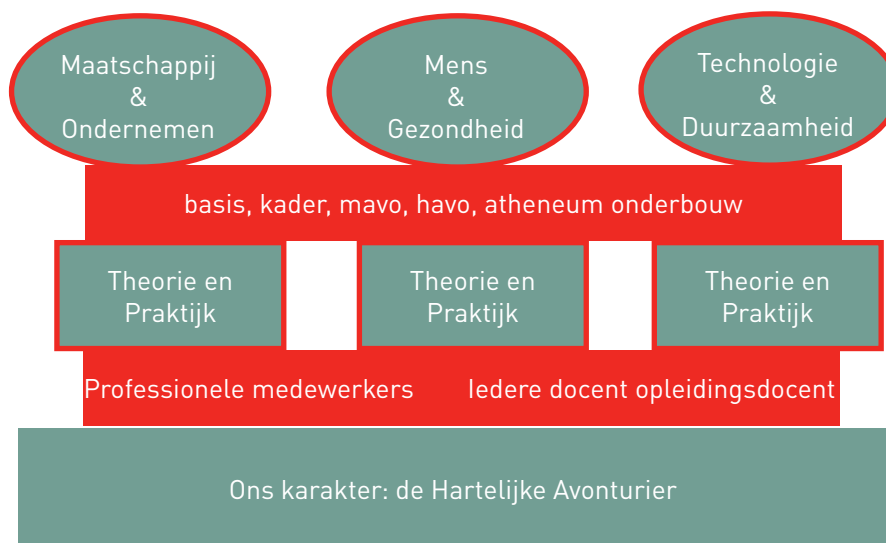 Maatschappij
&
Ondernemen
Mens
&
Gezondheid
Technologie
&
Duurzaamheid
basis, kader, mavo, havo, atheneum onderbouw
Theorie en
Praktijk
Theorie en
Praktijk
Theorie en
Praktijk
Professionele medewerkers
Iedere docent opleidingsdocent
Ons karakter: de Hartelijke Avonturier